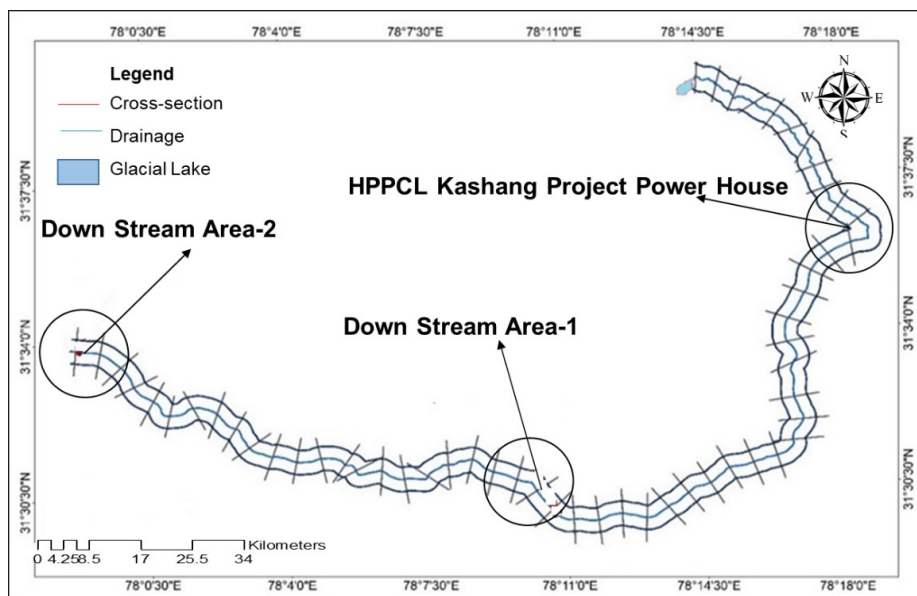 78°0'30"E 78°4'0"E 78°7'30"E 78°11'0"E 78°14'30"E 78°18'0"E
Legend
Cross-section
Drainage
Glacial Lake
N
W E
S
31°37'30"N 31°37'30"N
HPPCL Kashang Project Power House
Down Stream Area-2
Down Stream Area-1
31°34'0"N 31°34'0"N
31°30'30"N 31°30'30"N
Kilometers
0 4.25 8.5 17 25.5 34
78°0'30"E 78°4'0"E 78°7'30"E 78°11'0"E 78°14'30"E 78°18'0"E